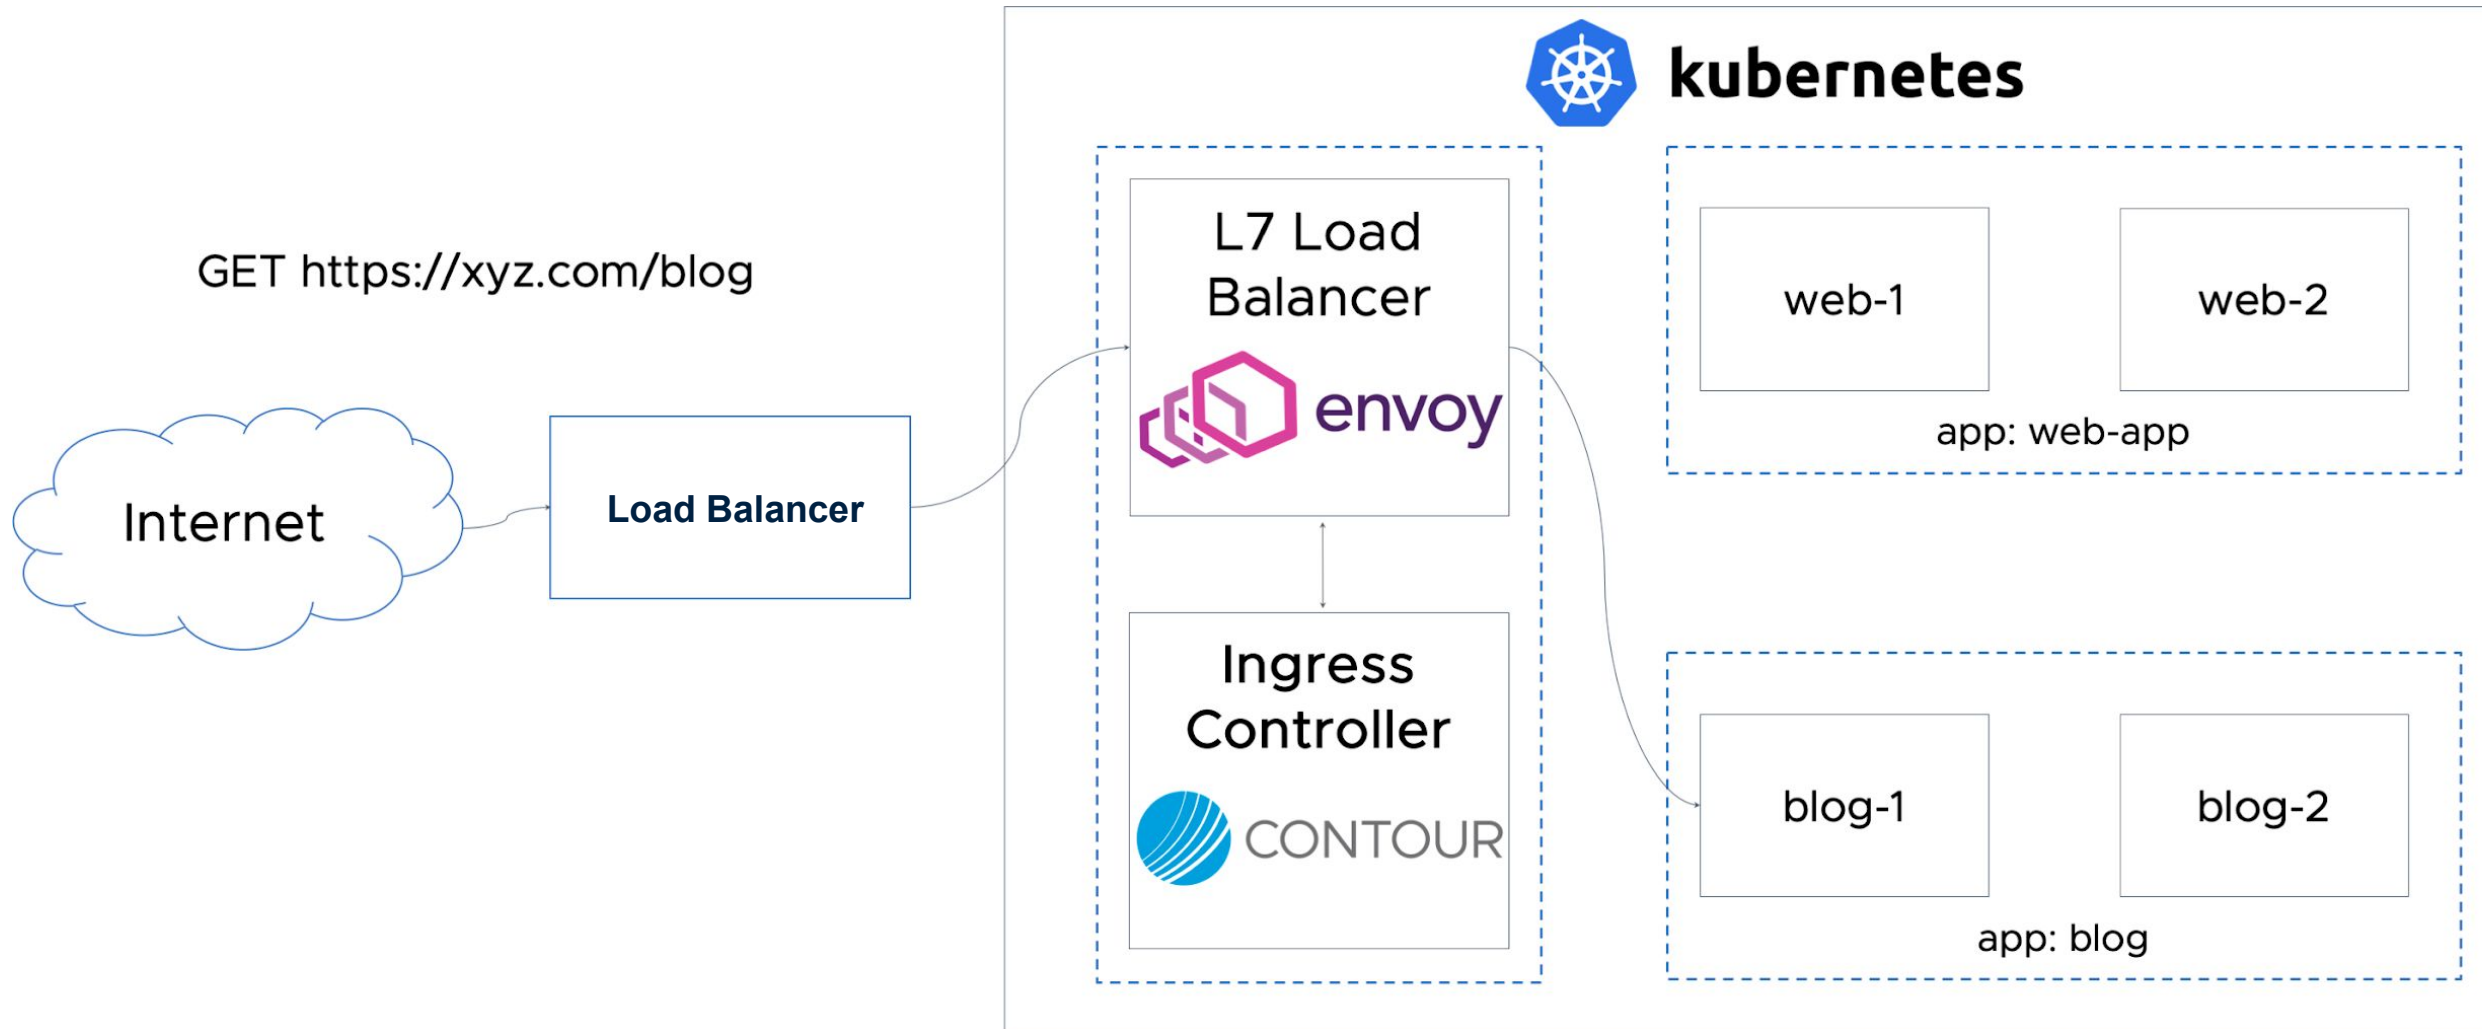 kubernetes
GET https://xyz.com/blog
Internet
Load Balancer
L7 Load
Balancer
envoy
Ingress
Controller
CONTOUR
web-1
web-2
app: web-app
blog-1
blog-2
app: blog